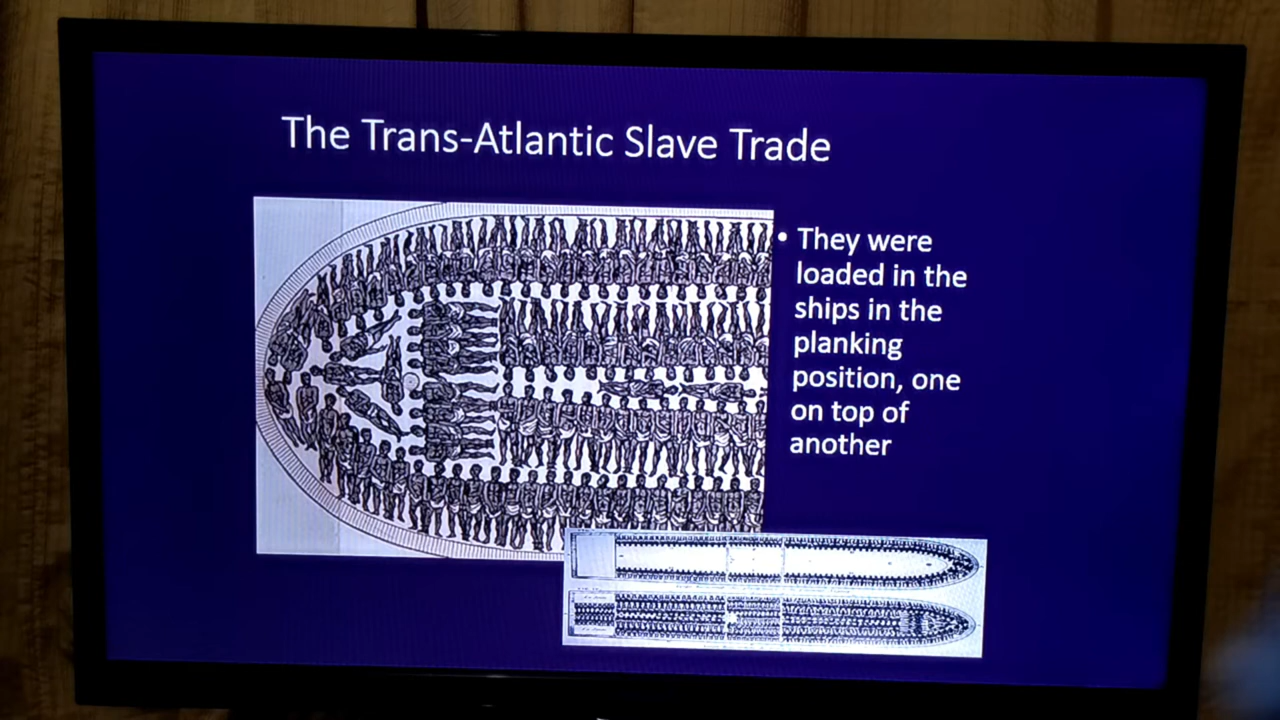 The Trans-Atlantic Slave Trade
• They were
loaded in the
ships in the
planking
position, one
on top of
another